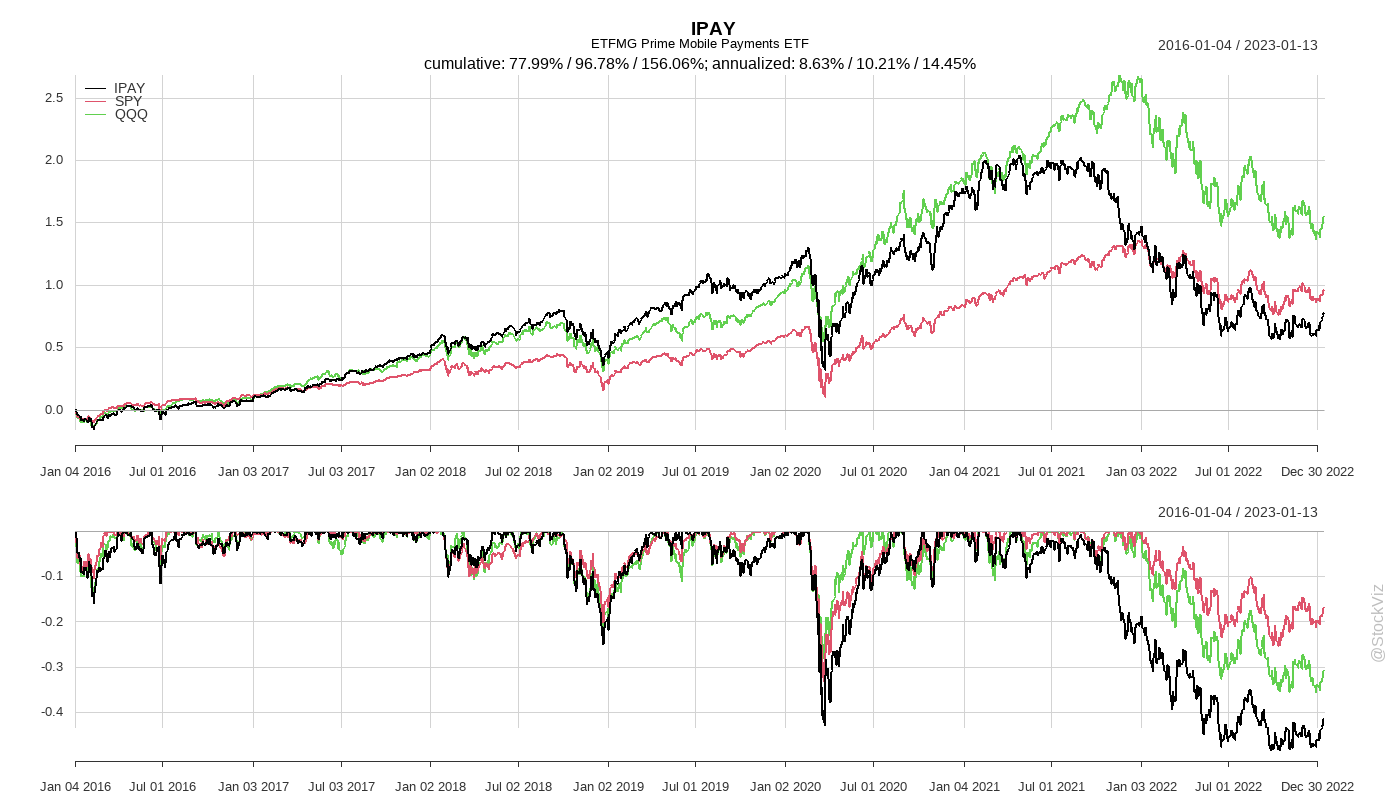 IPAY
ETFMG Prime Mobile Payments ETF
2016-01-04 / 2023-01-13
cumulative: 77.99% / 96.78% / 156.06%; annualized: 8.63% / 10.21% / 14.45%
IPAY
SPY
QQQ
2.5
2.0
1.5
1.0
0.5
0.0
Jan 04 2016 Jul 01 2016 Jan 03 2017 Jul 03 2017 Jan 02 2018 Jul 02 2018 Jan 02 2019 Jul 01 2019 Jan 02 2020 Jul 01 2020 Jan 04 2021 Jul 01 2021 Jan 03 2022 Jul 01 2022 Dec 30 2022
2016-01-04 / 2023-01-13
-0.1
-0.2
-0.3
-0.4
Jan 04 2016 Jul 01 2016 Jan 03 2017 Jul 03 2017 Jan 02 2018 Jul 02 2018 Jan 02 2019 Jul 01 2019 Jan 02 2020 Jul 01 2020 Jan 04 2021 Jul 01 2021 Jan 03 2022 Jul 01 2022 Dec 30 2022
@StockViz